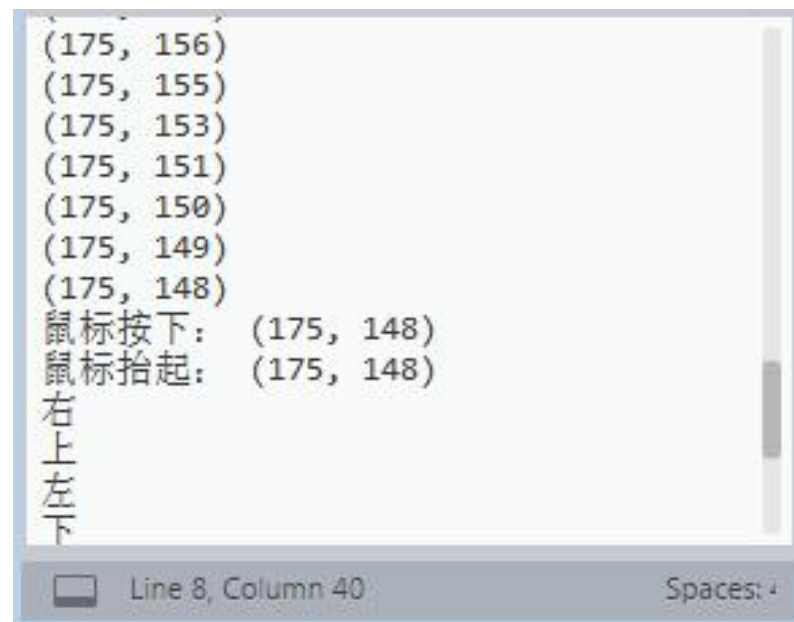 (175, 156)
(175, 155)
(175, 153)
(175, 151)
(175, 150)
(175, 149)
(175, 148)
鼠标按下： (175, 148)
鼠标抬起： (175, 148)
右
上
左
下
Line 8, Column 40
Spaces: